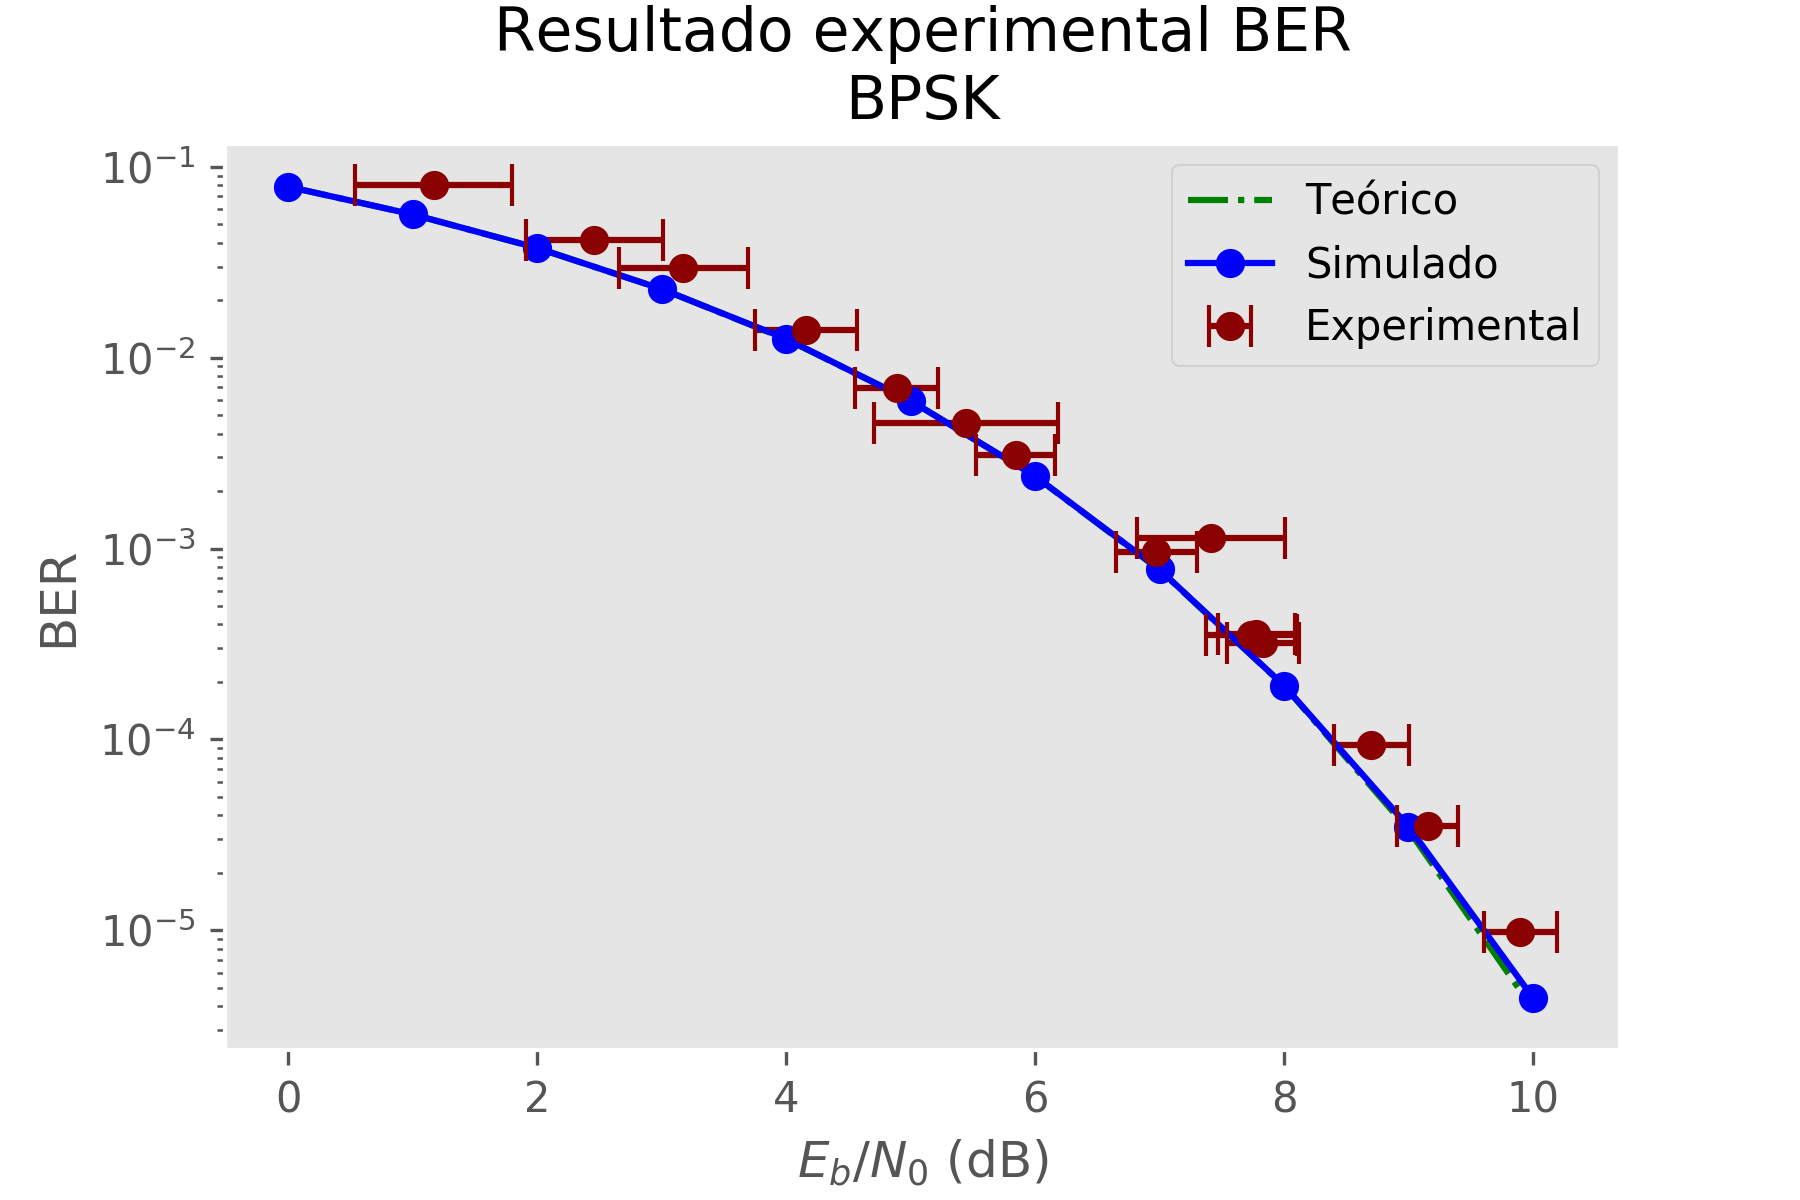 Resultado experimental BER
BPSK
10⁻¹
10⁻²
10⁻³
10⁻⁴
10⁻⁵
BER
Teórico
Simulado
Experimental
0 2 4 6 8 10
E_b/N_0 (dB)